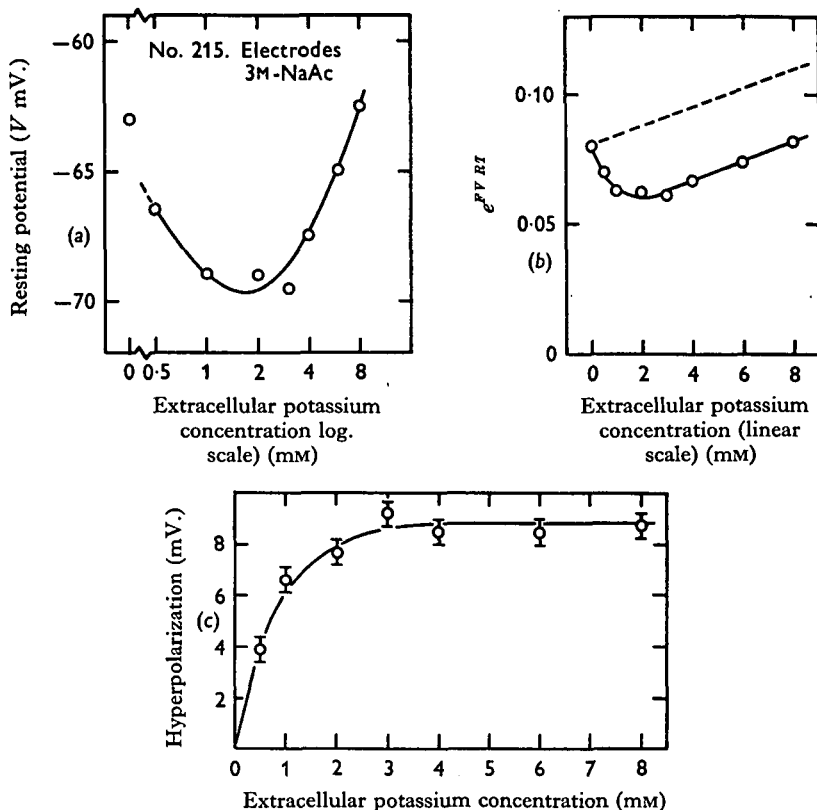 No. 215. Electrodes
3M-NaAc
−60
−65
−70
Resting potential (V mV.)
(a)
0 0·5 1 2 4 8
Extracellular potassium
concentration log.
scale) (mM)
0·10
0·05
0
e^FV RT
(b)
0 2 4 6 8
Extracellular potassium
concentration (linear
scale) (mM)
8
6
4
2
Hyperpolarization (mV.)
(c)
0 1 2 3 4 5 6 7 8
Extracellular potassium concentration (mM)